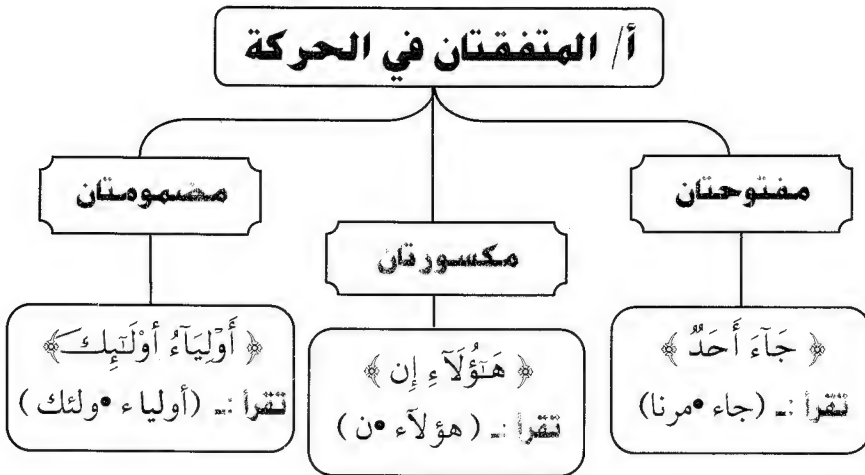 أ/ المتفقتان في الحركة
مفتوحتان
مكسورتان
مضمومتان
﴿ جَآءَ أَحَدٌ ﴾
تقرأ :ـ (جاء •مرنا)
﴿ هَـٰٓؤُلَآءِ إِن ﴾
تقرأ :ـ ( هؤلآء •ن )
﴿ أَوْلِيَآءُ أُوْلَـٰٓئِكَ ﴾
تقرأ :ـ (أولياء •ولئك )